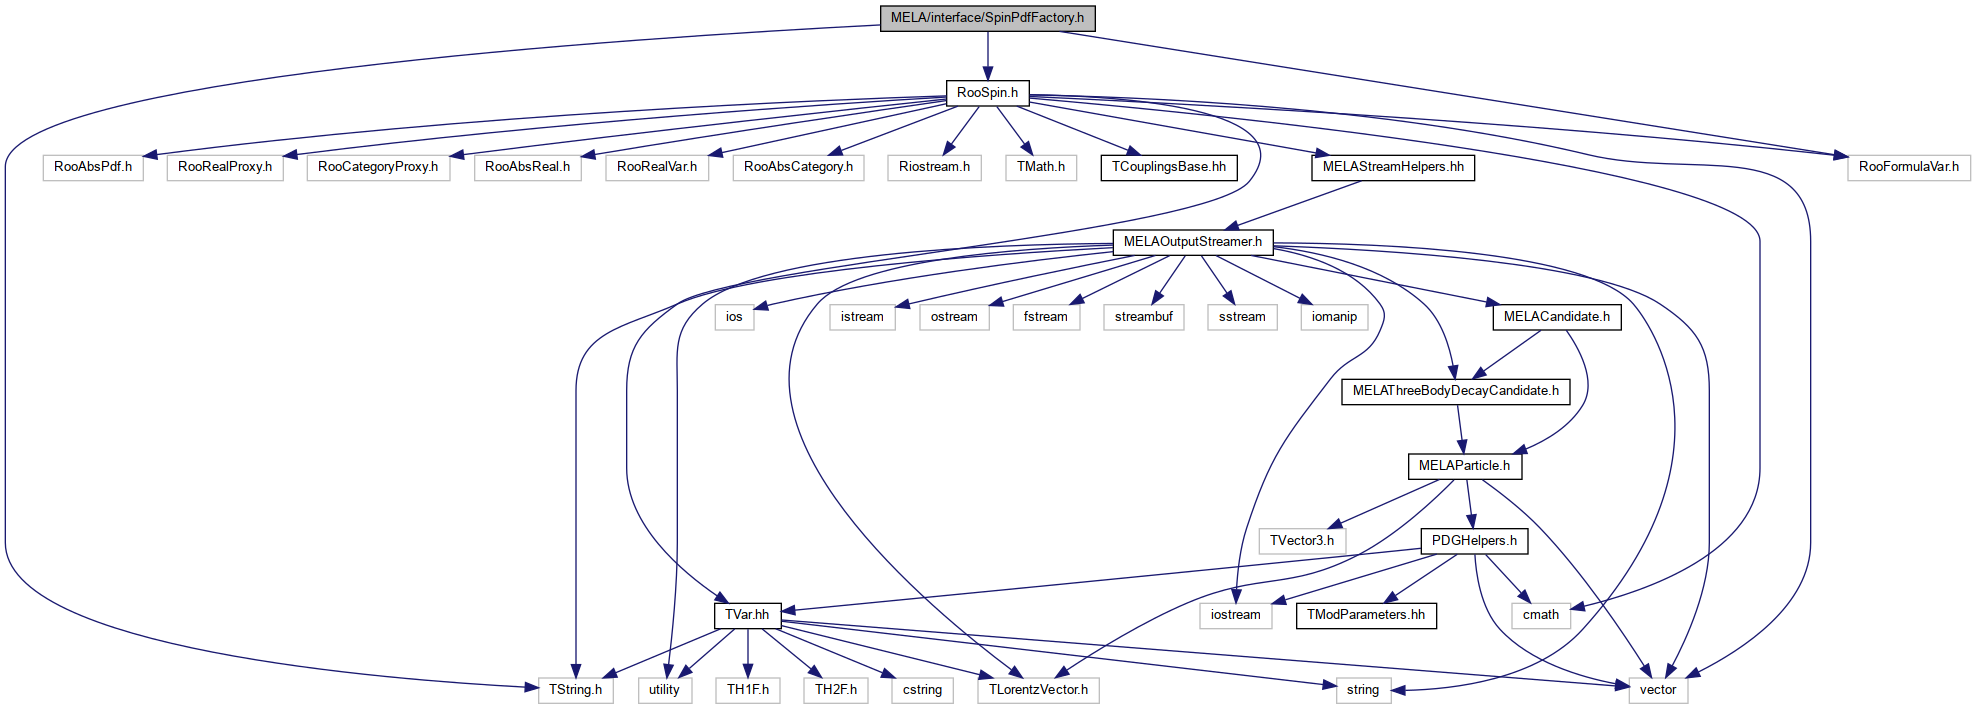 MELA/interface/SpinPdfFactory.h
RooSpin.h
RooAbsPdf.h
RooRealProxy.h
RooCategoryProxy.h
RooAbsReal.h
RooRealVar.h
RooAbsCategory.h
Riostream.h
TMath.h
TCouplingsBase.hh
MELAStreamHelpers.hh
RooFormulaVar.h
MELAOutputStreamer.h
ios
istream
ostream
fstream
streambuf
sstream
iomanip
MELACandidate.h
MELAThreeBodyDecayCandidate.h
MELAParticle.h
TVector3.h
PDGHelpers.h
TVar.hh
iostream
TModParameters.hh
cmath
TString.h
utility
TH1F.h
TH2F.h
cstring
TLorentzVector.h
string
vector